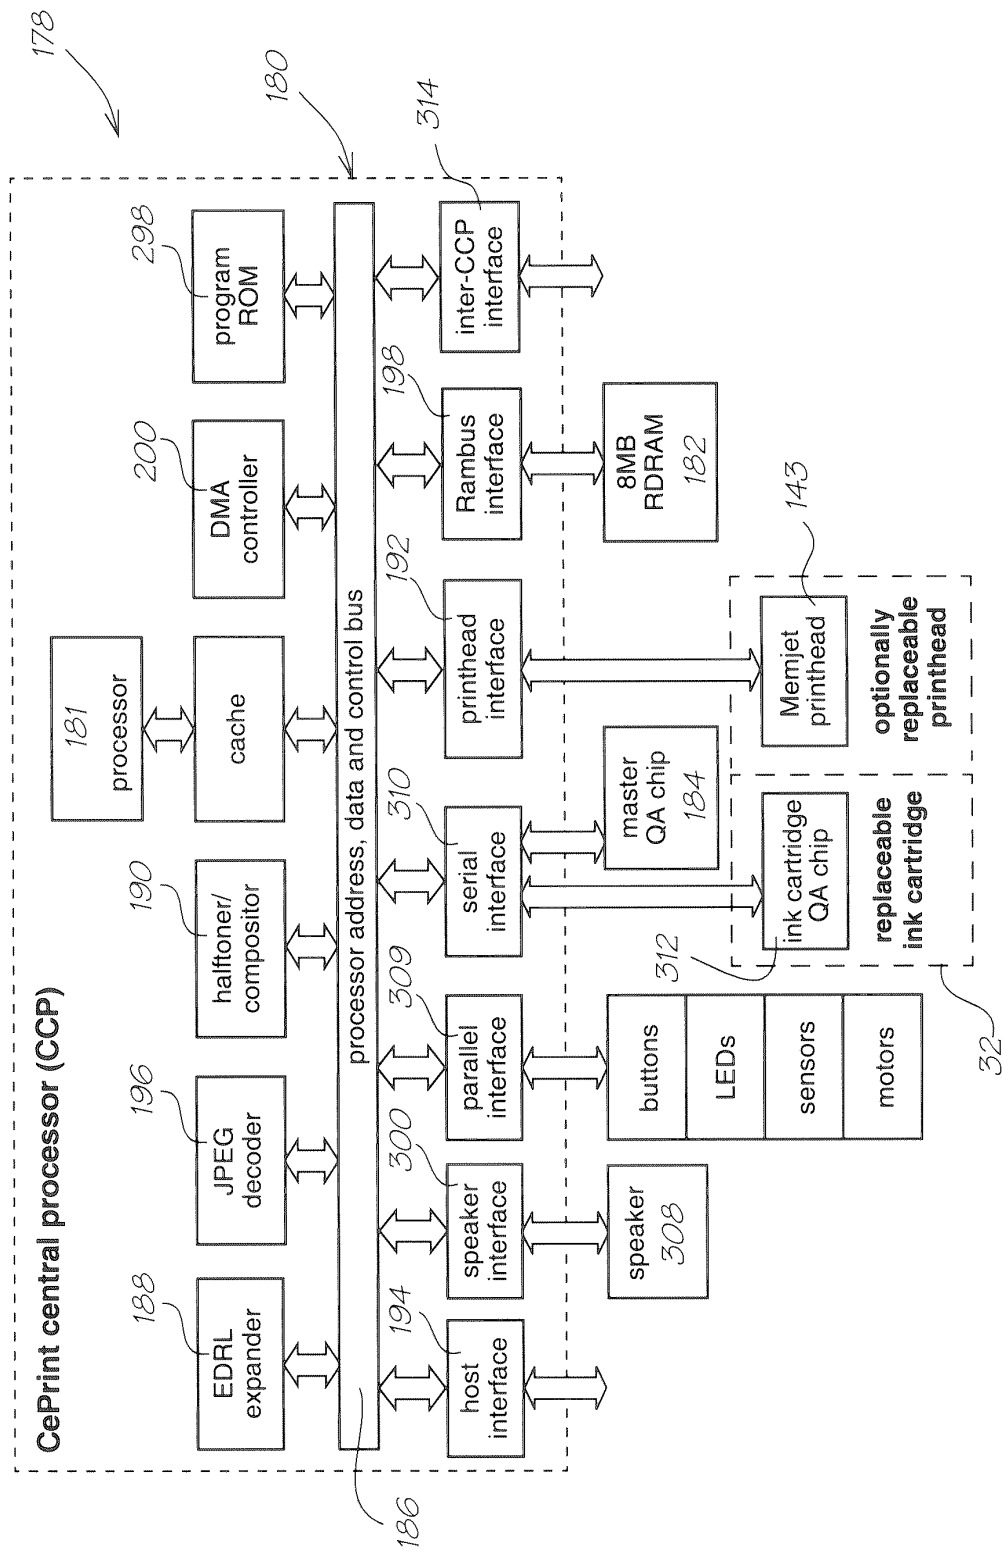 178
CePrint central processor (CCP)
180
181
processor
188
EDRL
expander
196
JPEG
decoder
190
halftoner/
compositor
cache
200
DMA
controller
298
program
ROM
processor address, data and control bus
186
194
host
interface
300
speaker
interface
309
parallel
interface
310
serial
interface
192
printhead
interface
198
Rambus
interface
314
inter-CCP
interface
speaker
308
buttons
LEDs
sensors
motors
master
QA chip
184
8MB
RDRAM
182
312
ink cartridge
QA chip
replaceable
ink cartridge
143
Memjet
printhead
optionally
replaceable
printhead
32